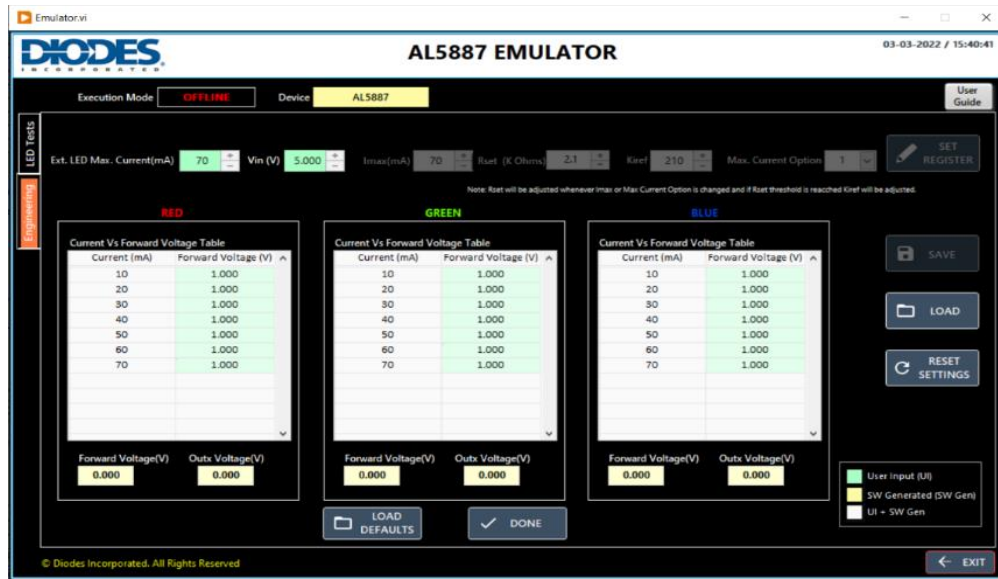 Emulator.vi
DIODES
INCORPORATED
AL5887 EMULATOR
03-03-2022 / 15:40:41
Execution Mode OFFLINE Device AL5887
User
Guide
LED Tests
Engineering
Ext. LED Max. Current(mA) 70 Vin (V) 5.000 Imax(mA) 70 Rset (K Ohms) 2.1 Kiref 210 Max. Current Option 1
SET
REGISTER
Note: Rset will be adjusted whenever Imax or Max Current Option is changed and if Rset threshold is reacched Kiref will be adjusted.
RED
Current Vs Forward Voltage Table
Current (mA) Forward Voltage (V)
10 1.000
20 1.000
30 1.000
40 1.000
50 1.000
60 1.000
70 1.000
Forward Voltage(V) Outx Voltage(V)
0.000 0.000
GREEN
Current Vs Forward Voltage Table
Current (mA) Forward Voltage (V)
10 1.000
20 1.000
30 1.000
40 1.000
50 1.000
60 1.000
70 1.000
Forward Voltage(V) Outx Voltage(V)
0.000 0.000
BLUE
Current Vs Forward Voltage Table
Current (mA) Forward Voltage (V)
10 1.000
20 1.000
30 1.000
40 1.000
50 1.000
60 1.000
70 1.000
Forward Voltage(V) Outx Voltage(V)
0.000 0.000
SAVE
LOAD
RESET
SETTINGS
User Input (UI)
SW Generated (SW Gen)
UI + SW Gen
LOAD
DEFAULTS
DONE
© Diodes Incorporated. All Rights Reserved
EXIT